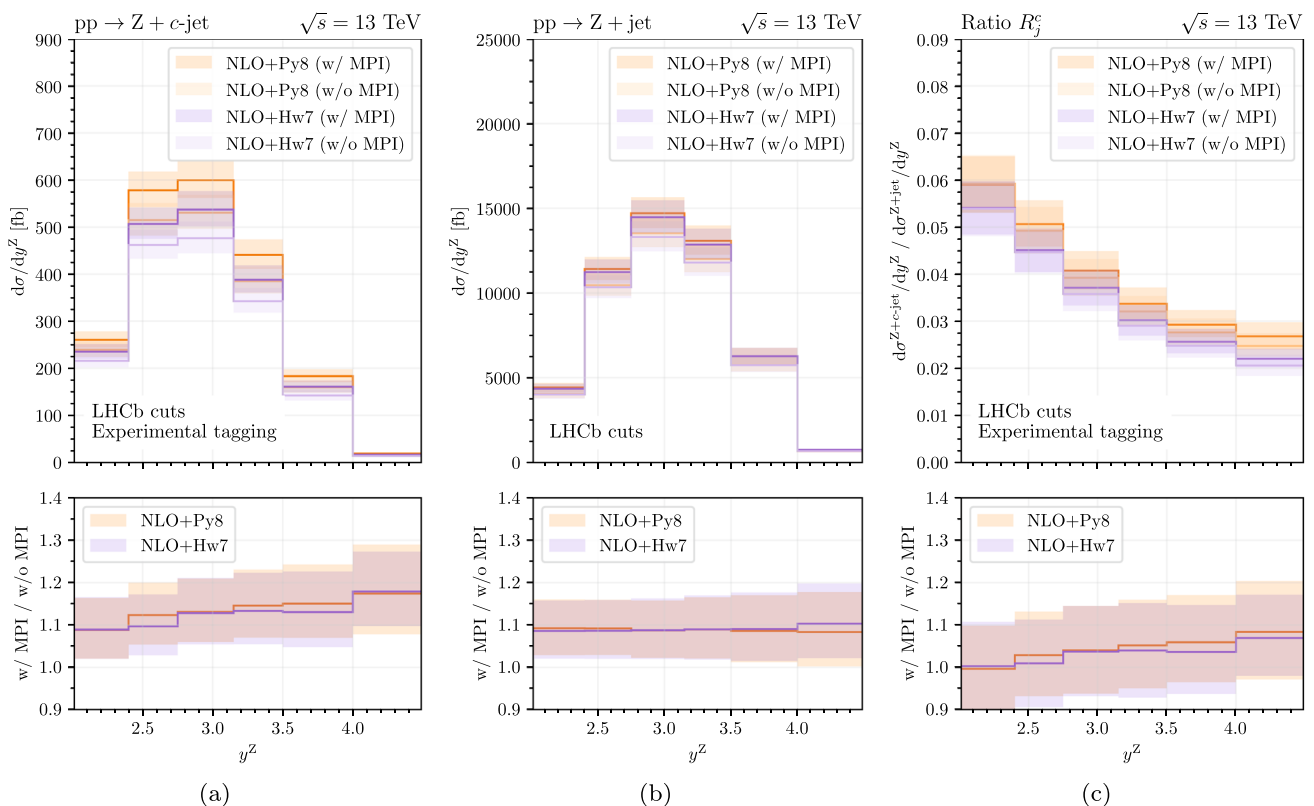 pp → Z + c-jet √s = 13 TeV
dσ/dy^Z [fb]
900
800
700
600
500
400
300
200
100
0
NLO+Py8 (w/ MPI)
NLO+Py8 (w/o MPI)
NLO+Hw7 (w/ MPI)
NLO+Hw7 (w/o MPI)
LHCb cuts
Experimental tagging
w/ MPI / w/o MPI
1.4
1.3
1.2
1.1
1.0
0.9
NLO+Py8
NLO+Hw7
2.5 3.0 3.5 4.0
y^Z
(a)
pp → Z + jet √s = 13 TeV
dσ/dy^Z [fb]
25000
20000
15000
10000
5000
0
NLO+Py8 (w/ MPI)
NLO+Py8 (w/o MPI)
NLO+Hw7 (w/ MPI)
NLO+Hw7 (w/o MPI)
LHCb cuts
w/ MPI / w/o MPI
1.4
1.3
1.2
1.1
1.0
0.9
NLO+Py8
NLO+Hw7
2.5 3.0 3.5 4.0
y^Z
(b)
Ratio R_j^c √s = 13 TeV
dσ^{Z+c-jet}/dy^Z / dσ^{Z+jet}/dy^Z
0.09
0.08
0.07
0.06
0.05
0.04
0.03
0.02
0.01
0.00
NLO+Py8 (w/ MPI)
NLO+Py8 (w/o MPI)
NLO+Hw7 (w/ MPI)
NLO+Hw7 (w/o MPI)
LHCb cuts
Experimental tagging
w/ MPI / w/o MPI
1.4
1.3
1.2
1.1
1.0
0.9
NLO+Py8
NLO+Hw7
2.5 3.0 3.5 4.0
y^Z
(c)